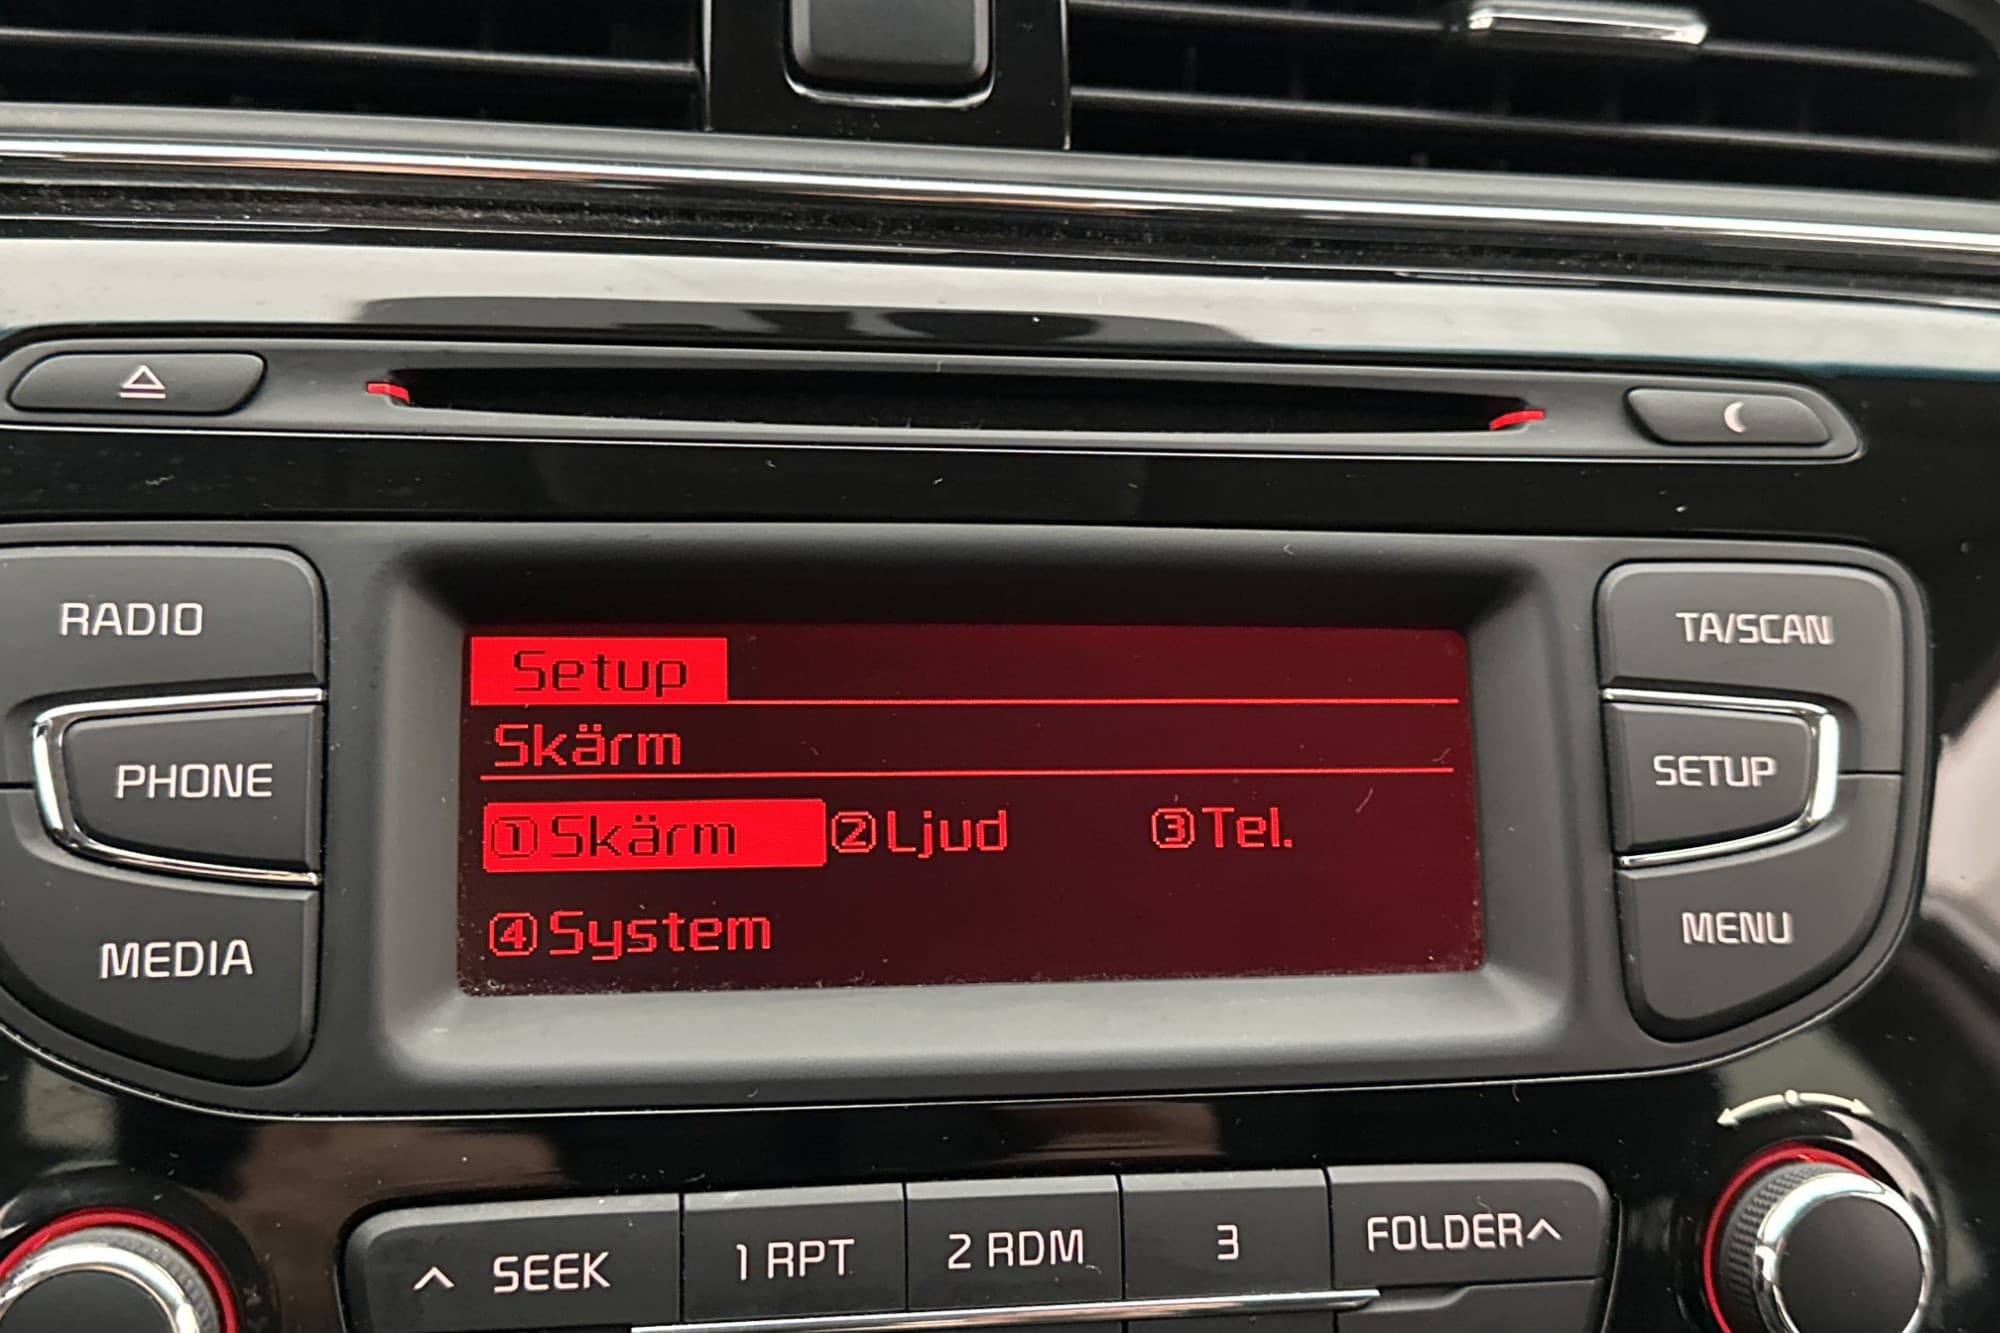 RADIO
PHONE
MEDIA
Setup
Skärm
①Skärm ②Ljud ③Tel.
④System
TA/SCAN
SETUP
MENU
SEEK 1 RPT 2 RDM 3 FOLDER